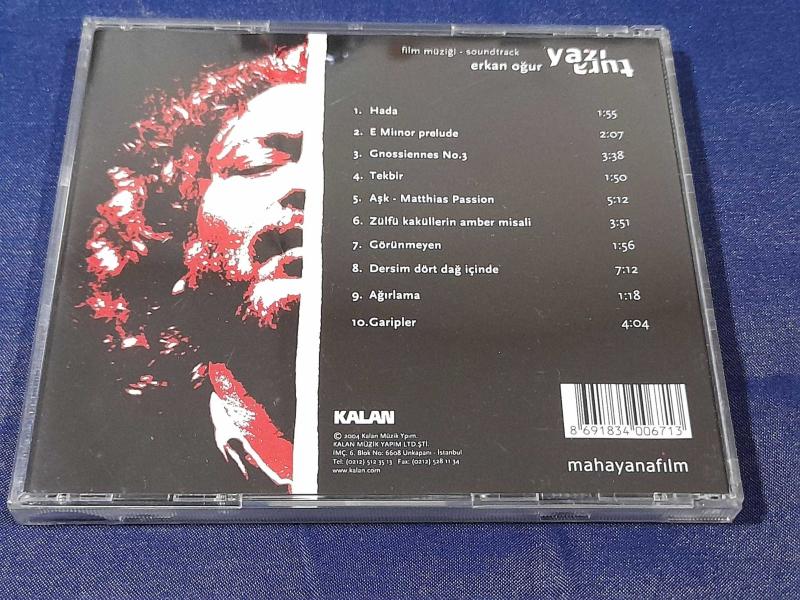 film müziği - soundtrack
erkan oğur
yazı
tura
1. Hada 1:55
2. E Miınor prelude 2:07
3. Gnossiennes No.3 3:38
4. Tekbir 1:50
5. Aşk - Matthias Passion 5:12
6. Zülfü kaküllerin amber misali 3:51
7. Görünmeyen 1:56
8. Dersim dört dağ içinde 7:12
9. Ağırlama 1:18
10.Garipler 4:04
KALAN
© 2004 Kalan Müzik Ypım.
KALAN MÜZİK YAPIM LTD.ŞTİ.
İMÇ. 6. Blok No: 6608 Unkapanı - İstanbul
Tel: (0212) 512 35 13 Fax: (0212) 528 11 34
www.kalan.com
8 691834 006713
mahayanafılm